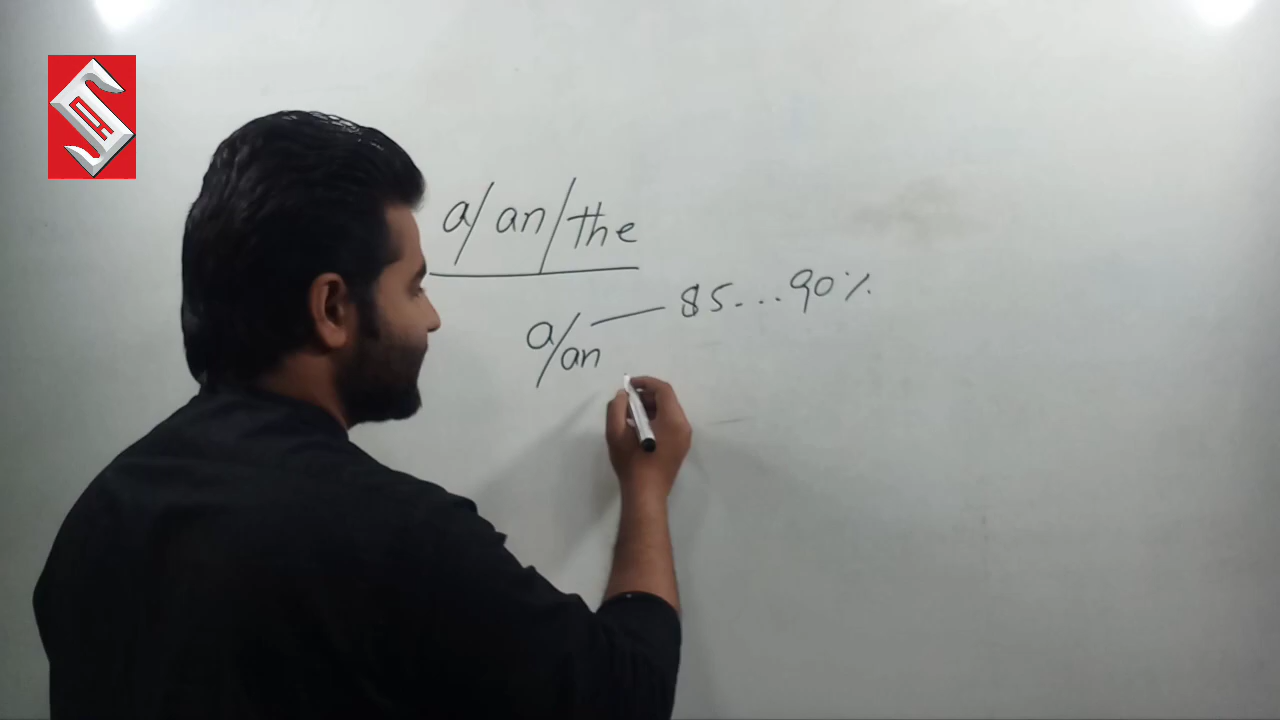 a/an/the
a/an — 85...90%